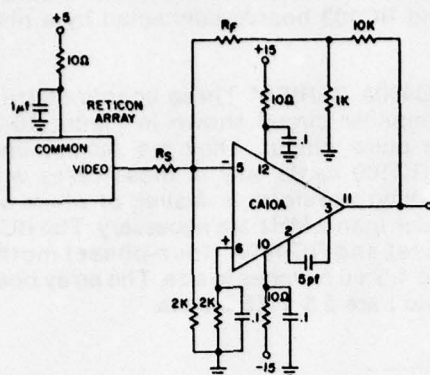 +5
10Ω
1μf
RETICON
ARRAY
COMMON
VIDEO
RS
RF
10K
+15
10Ω
1K
.1
−
5
12
CA10A
11
3
+
6
10
2
5pf
2K
2K
.1
10Ω
.1
-15